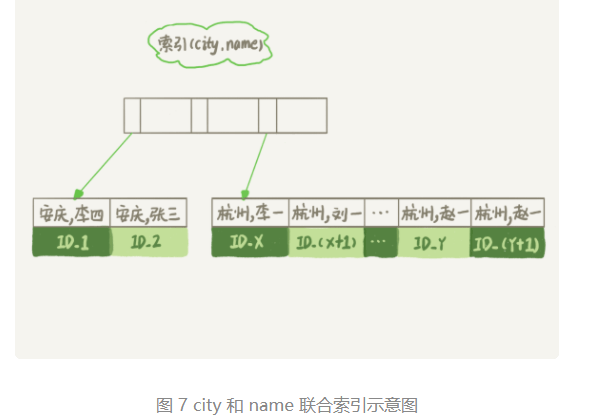 索引(city,name)
安庆,李四 安庆,张三 杭州,李一 杭州,刘一 … 杭州,赵一 杭州,赵一
ID_1 ID_2 ID_X ID_(X+1) … ID_Y ID_(Y+1)
图 7 city 和 name 联合索引示意图